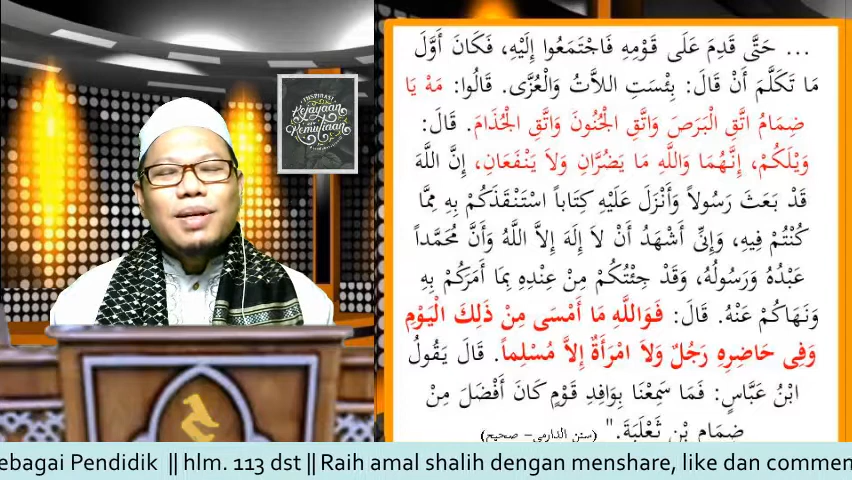 INSPIRASI
Kejayaan
Kemuliaan
... حَتَّى قَدِمَ عَلَى قَوْمِهِ فَاجْتَمَعُوا إِلَيْهِ، فَكَانَ أَوَّلَ
مَا تَكَلَّمَ أَنْ قَالَ: بِئْسَتِ اللاَّتُ وَالْعُزَّى. قَالُوا: مَهْ يَا
ضِمَامُ اتَّقِ الْبَرَصَ وَاتَّقِ الْجُنُونَ وَاتَّقِ الْجُذَامَ. قَالَ:
وَيْلَكُمْ، إِنَّهُمَا وَاللَّهِ مَا يَضُرَّانِ وَلاَ يَنْفَعَانِ، إِنَّ اللَّهَ
قَدْ بَعَثَ رَسُولاً وَأَنْزَلَ عَلَيْهِ كِتَاباً اسْتَنْقَذَكُمْ بِهِ مِمَّا
كُنْتُمْ فِيهِ، وَإِنِّى أَشْهَدُ أَنْ لاَ إِلَهَ إِلاَّ اللَّهُ وَأَنَّ مُحَمَّداً
عَبْدُهُ وَرَسُولُهُ، وَقَدْ جِئْتُكُمْ مِنْ عِنْدِهِ بِمَا أَمَرَكُمْ بِهِ
وَنَهَاكُمْ عَنْهُ. قَالَ: فَوَاللَّهِ مَا أَمْسَى مِنْ ذَلِكَ الْيَوْمِ
وَفِى حَاضِرِهِ رَجُلٌ وَلاَ امْرَأَةٌ إِلاَّ مُسْلِماً. قَالَ يَقُولُ
ابْنُ عَبَّاسٍ: فَمَا سَمِعْنَا بِوَافِدِ قَوْمٍ كَانَ أَفْضَلَ مِنْ
ضِمَامِ بْنِ ثَعْلَبَةَ." (سنن الدارمي– صحيح)
ebagai Pendidik || hlm. 113 dst || Raih amal shalih dengan menshare, like dan commen